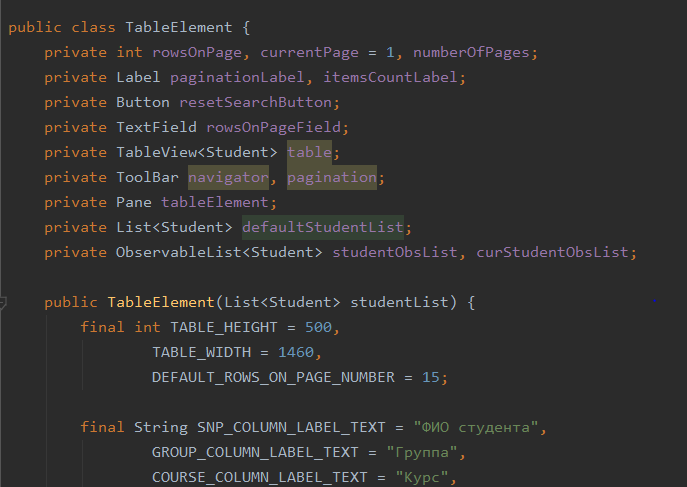 public class TableElement {
private int rowsOnPage, currentPage = 1, numberOfPages;
private Label paginationLabel, itemsCountLabel;
private Button resetSearchButton;
private TextField rowsOnPageField;
private TableView<Student> table;
private ToolBar navigator, pagination;
private Pane tableElement;
private List<Student> defaultStudentList;
private ObservableList<Student> studentObsList, curStudentObsList;
public TableElement(List<Student> studentList) {
final int TABLE_HEIGHT = 500,
TABLE_WIDTH = 1460,
DEFAULT_ROWS_ON_PAGE_NUMBER = 15;
final String SNP_COLUMN_LABEL_TEXT = "ФИО студента",
GROUP_COLUMN_LABEL_TEXT = "Группа",
COURSE_COLUMN_LABEL_TEXT = "Курс",